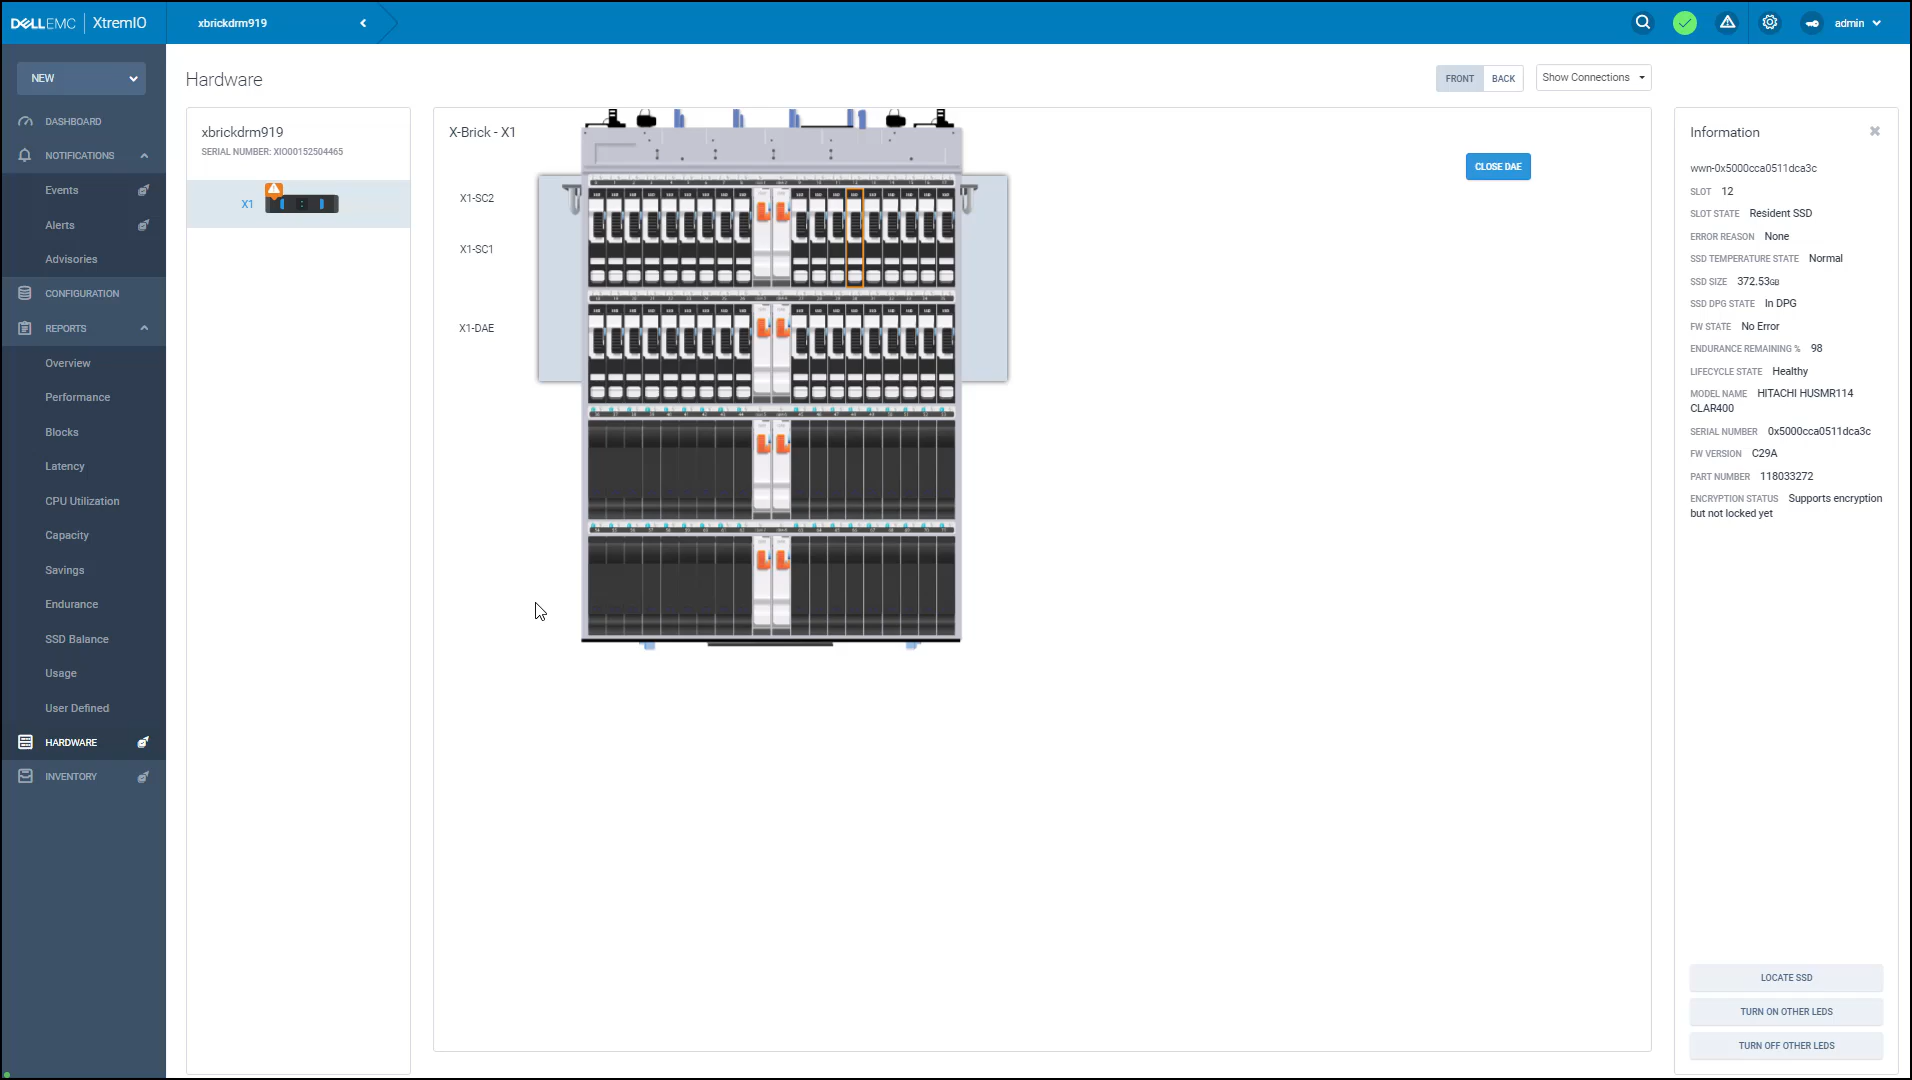 DELLEMC | XtremIO
xbrickdrm919
admin
NEW
DASHBOARD
NOTIFICATIONS
Events
Alerts
Advisories
CONFIGURATION
REPORTS
Overview
Performance
Blocks
Latency
CPU Utilization
Capacity
Savings
Endurance
SSD Balance
Usage
User Defined
HARDWARE
INVENTORY
Hardware
FRONT
BACK
Show Connections
xbrickdrm919
SERIAL NUMBER: XIO00152504465
X1
X-Brick - X1
X1-SC2
X1-SC1
X1-DAE
CLOSE DAE
Information
wwn-0x5000cca0511dca3c
SLOT 12
SLOT STATE Resident SSD
ERROR REASON None
SSD TEMPERATURE STATE Normal
SSD SIZE 372.53GB
SSD DPG STATE In DPG
FW STATE No Error
ENDURANCE REMAINING % 98
LIFECYCLE STATE Healthy
MODEL NAME HITACHI HUSMR114
CLAR400
SERIAL NUMBER 0x5000cca0511dca3c
FW VERSION C29A
PART NUMBER 118033272
ENCRYPTION STATUS Supports encryption
but not locked yet
LOCATE SSD
TURN ON OTHER LEDS
TURN OFF OTHER LEDS